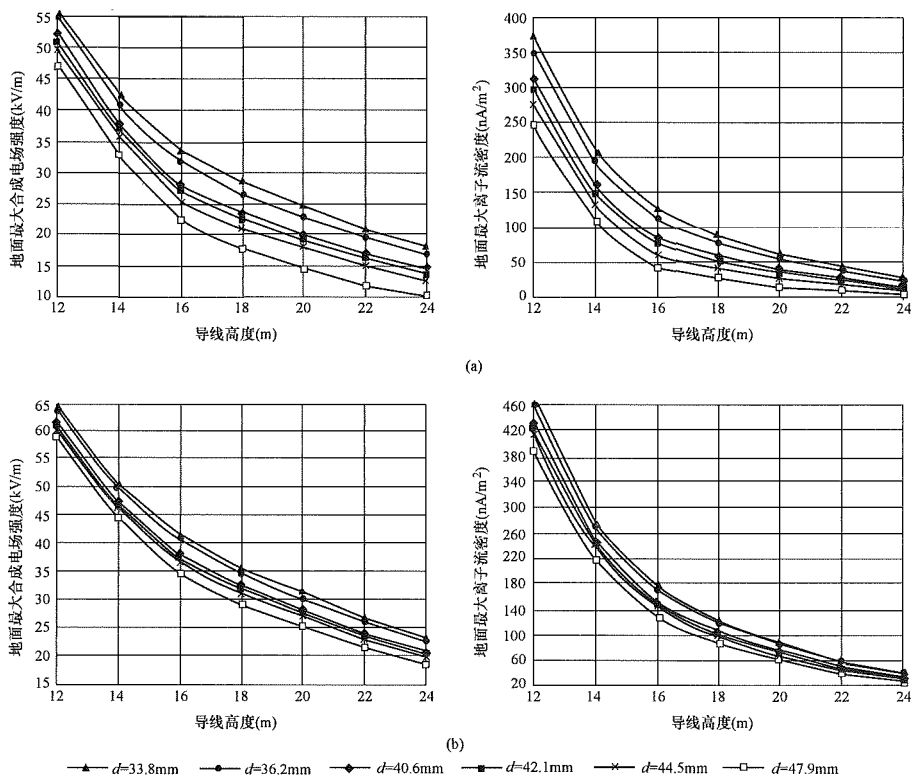 地面最大合成电场强度(kV/m)
55
50
45
40
35
30
25
20
15
10
12 14 16 18 20 22 24
导线高度(m)
地面最大离子流密度(nA/m²)
400
350
300
250
200
150
100
50
0
12 14 16 18 20 22 24
导线高度(m)
(a)
地面最大合成电场强度(kV/m)
65
60
55
50
45
40
35
30
25
20
15
12 14 16 18 20 22 24
导线高度(m)
地面最大离子流密度(nA/m²)
460
420
380
340
300
260
220
180
140
100
60
20
12 14 16 18 20 22 24
导线高度(m)
(b)
d=33.8mm d=36.2mm d=40.6mm d=42.1mm d=44.5mm d=47.9mm